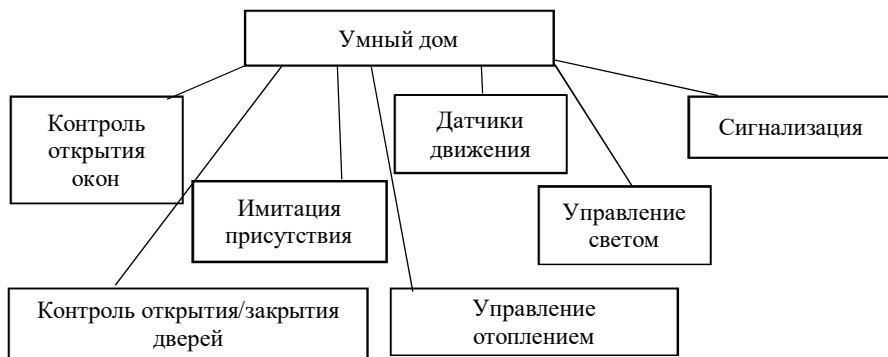 Умный дом
Контроль
открытия
окон
Датчики
движения
Сигнализация
Имитация
присутствия
Управление
светом
Контроль открытия/закрытия
дверей
Управление
отоплением